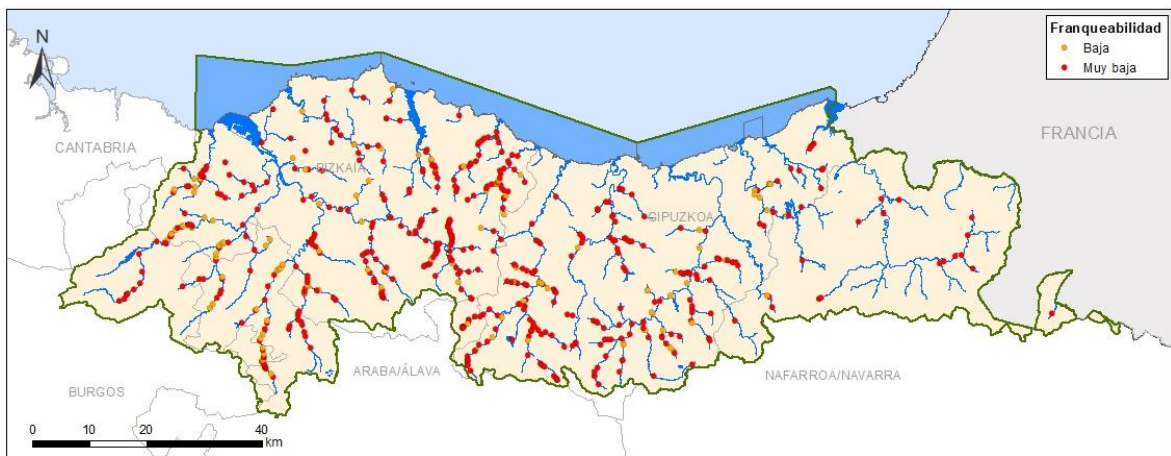 N
Franqueabilidad
Baja
Muy baja
CANTABRIA
FRANCIA
BIZKAIA
GIPUZKOA
ARABA/ÁLAVA
NAFARROA/NAVARRA
BURGOS
0 10 20 40
km